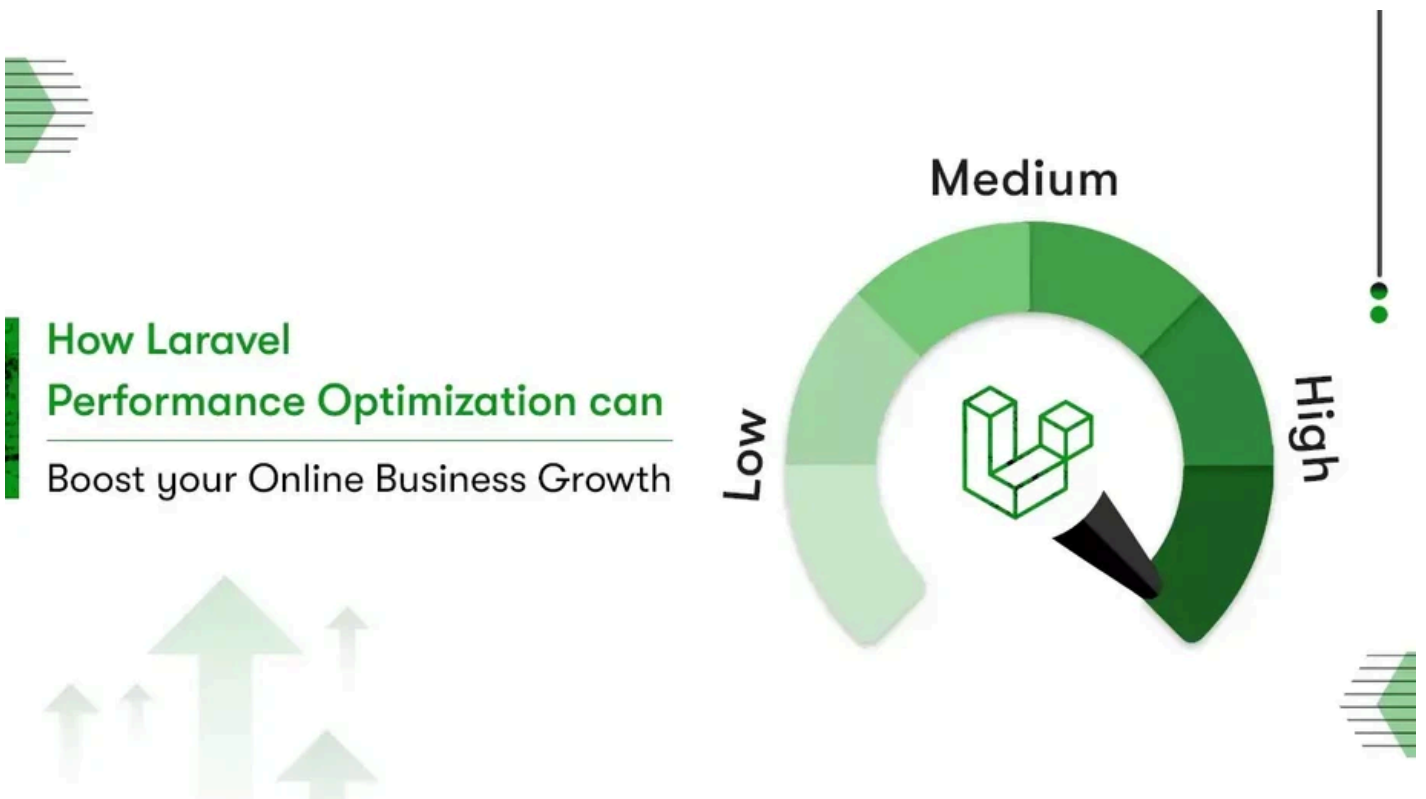 How Laravel
Performance Optimization can
Boost your Online Business Growth
Low
Medium
High